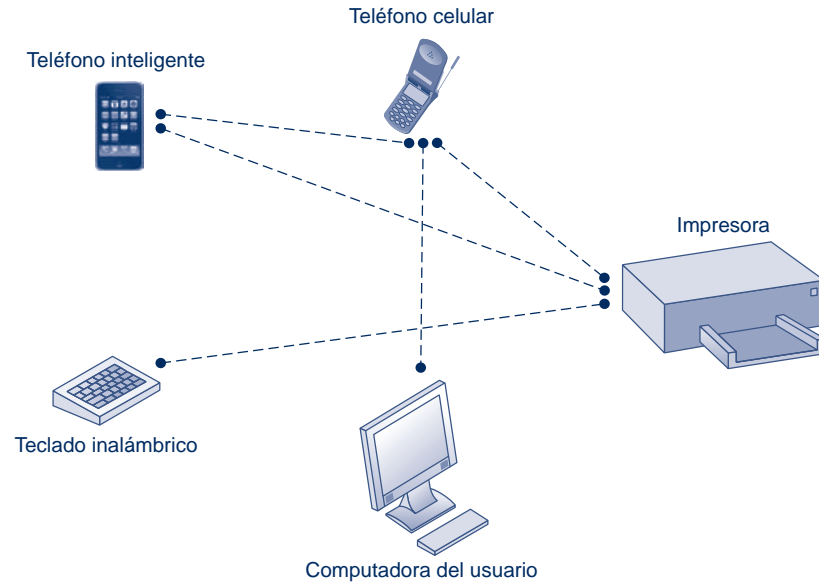 Teléfono celular
Teléfono inteligente
Impresora
Teclado inalámbrico
Computadora del usuario